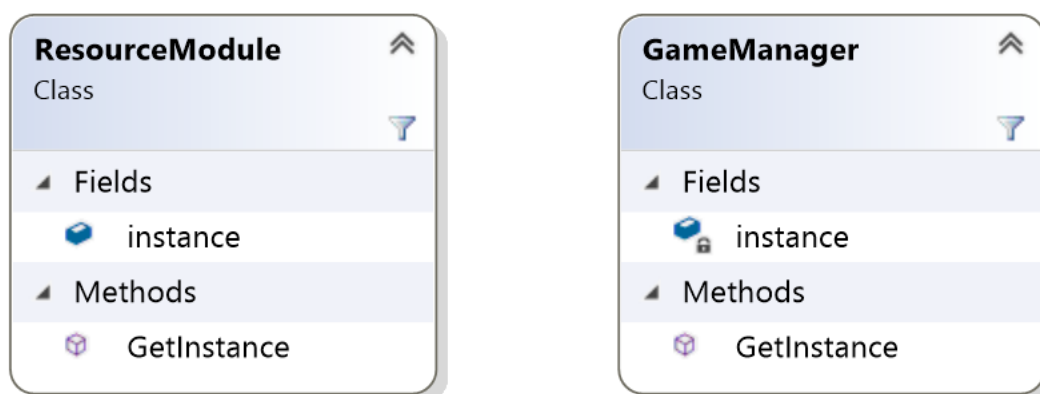 ResourceModule
Class
Fields
instance
Methods
GetInstance
GameManager
Class
Fields
instance
Methods
GetInstance